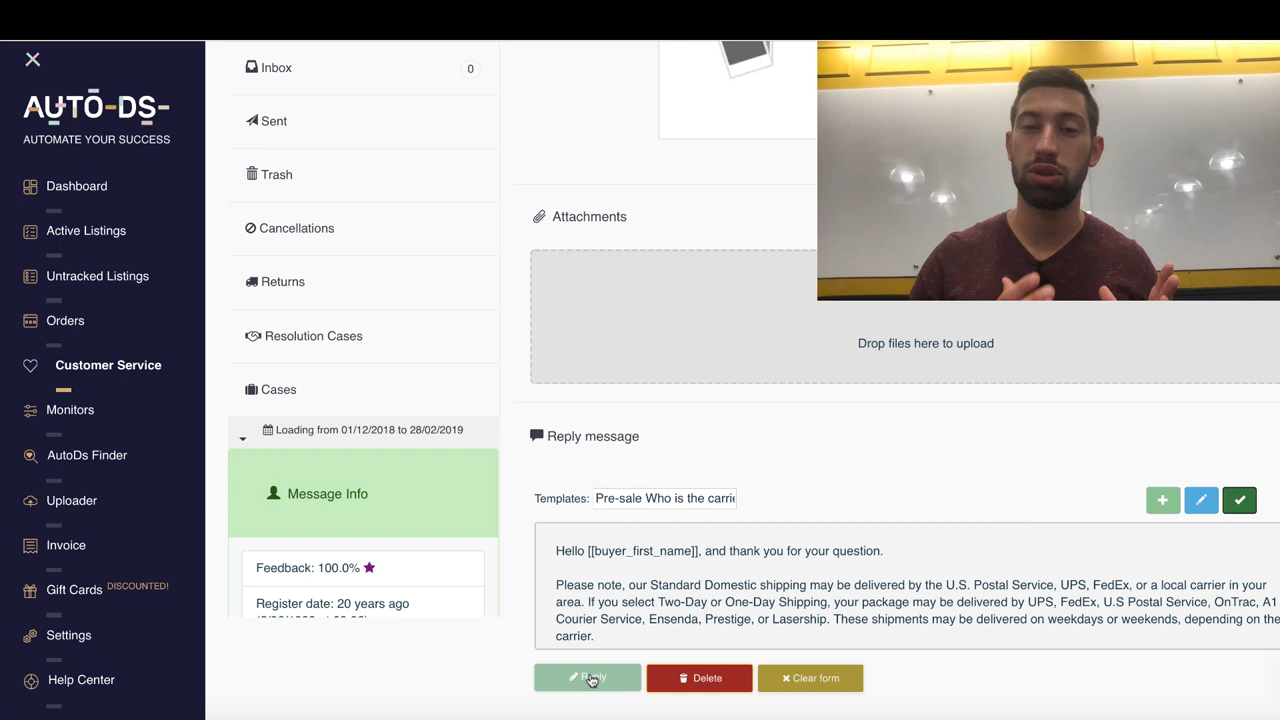 AUTO-DS-
AUTOMATE YOUR SUCCESS
Dashboard
Active Listings
Untracked Listings
Orders
Customer Service
Monitors
AutoDs Finder
Uploader
Invoice
Gift Cards DISCOUNTED!
Settings
Help Center
Inbox 0
Sent
Trash
Cancellations
Returns
Resolution Cases
Cases
Loading from 01/12/2018 to 28/02/2019
Message Info
Feedback: 100.0%
Register date: 20 years ago
Attachments
Drop files here to upload
Reply message
Templates: Pre-sale Who is the carrie
Hello [[buyer_first_name]], and thank you for your question.
Please note, our Standard Domestic shipping may be delivered by the U.S. Postal Service, UPS, FedEx, or a local carrier in your
area. If you select Two-Day or One-Day Shipping, your package may be delivered by UPS, FedEx, U.S Postal Service, OnTrac, A1
Courier Service, Ensenda, Prestige, or Lasership. These shipments may be delivered on weekdays or weekends, depending on the
carrier.
Reply
Delete
Clear form